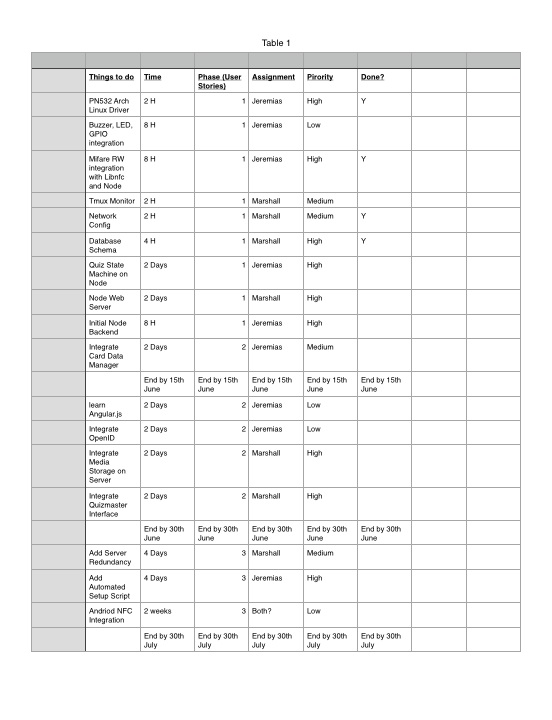 Table 1
Things to do Time Phase (User Assignment Pirority Done?
Stories)
PN532 Arch 2 H 1 Jeremias High Y
Linux Driver
Buzzer, LED, 8 H 1 Jeremias Low
GPIO
integration
Mifare RW 8 H 1 Jeremias High Y
integration
with Libnfc
and Node
Tmux Monitor 2 H 1 Marshall Medium
Network 2 H 1 Marshall Medium Y
Config
Database 4 H 1 Marshall High Y
Schema
Quiz State 2 Days 1 Jeremias High
Machine on
Node
Node Web 2 Days 1 Marshall High
Server
Initial Node 8 H 1 Jeremias High
Backend
Integrate 2 Days 2 Jeremias Medium
Card Data
Manager
End by 15th End by 15th End by 15th End by 15th End by 15th
June June June June June
learn 2 Days 2 Jeremias Low
Angular.js
Integrate 2 Days 2 Jeremias Low
OpenID
Integrate 2 Days 2 Marshall High
Media
Storage on
Server
Integrate 2 Days 2 Marshall High
Quizmaster
Interface
End by 30th End by 30th End by 30th End by 30th End by 30th
June June June June June
Add Server 4 Days 3 Marshall Medium
Redundancy
Add 4 Days 3 Jeremias High
Automated
Setup Script
Andriod NFC 2 weeks 3 Both? Low
Integration
End by 30th End by 30th End by 30th End by 30th End by 30th
July July July July July